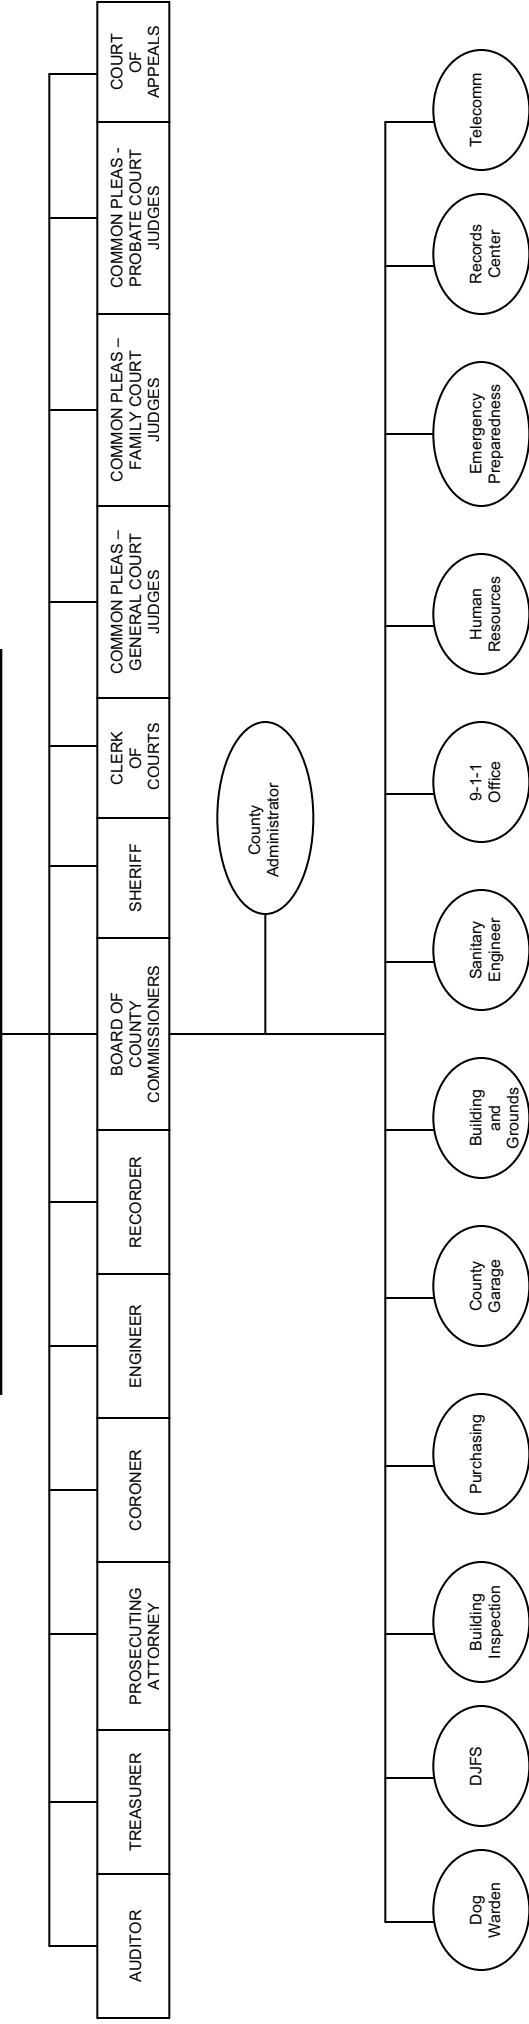 AUDITOR
TREASURER
PROSECUTING
ATTORNEY
CORONER
ENGINEER
RECORDER
BOARD OF
COUNTY
COMMISSIONERS
SHERIFF
CLERK
OF
COURTS
COMMON PLEAS –
GENERAL COURT
JUDGES
COMMON PLEAS –
FAMILY COURT
JUDGES
COMMON PLEAS -
PROBATE COURT
JUDGES
COURT
OF
APPEALS
County
Administrator
Dog
Warden
DJFS
Building
Inspection
Purchasing
County
Garage
Building
and
Grounds
Sanitary
Engineer
9-1-1
Office
Human
Resources
Emergency
Preparedness
Records
Center
Telecomm